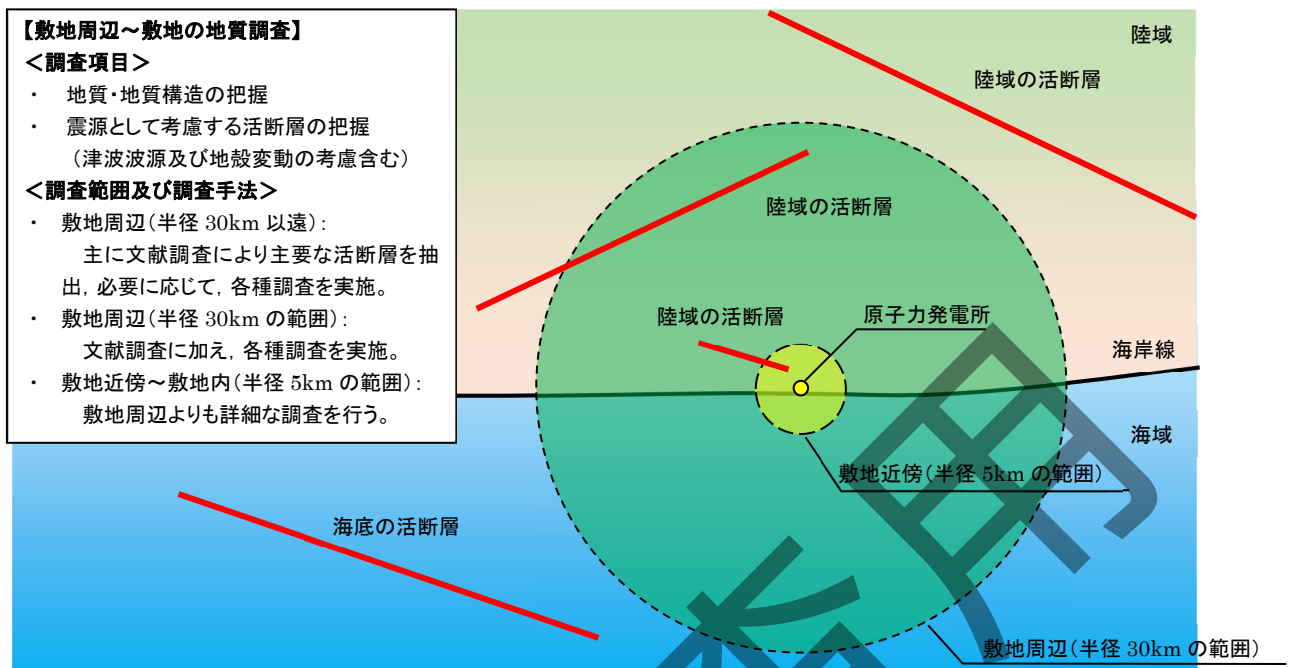 【敷地周辺～敷地の地質調査】
＜調査項目＞
・ 地質・地質構造の把握
・ 震源として考慮する活断層の把握
（津波波源及び地殻変動の考慮含む）
＜調査範囲及び調査手法＞
・ 敷地周辺（半径 30km 以遠）：
主に文献調査により主要な活断層を抽
出，必要に応じて，各種調査を実施。
・ 敷地周辺（半径 30km の範囲）：
文献調査に加え，各種調査を実施。
・ 敷地近傍～敷地内（半径 5km の範囲）：
敷地周辺よりも詳細な調査を行う。
陸域
陸域の活断層
陸域の活断層
陸域の活断層
原子力発電所
海岸線
海域
敷地近傍（半径 5km の範囲）
海底の活断層
敷地周辺（半径 30km の範囲）